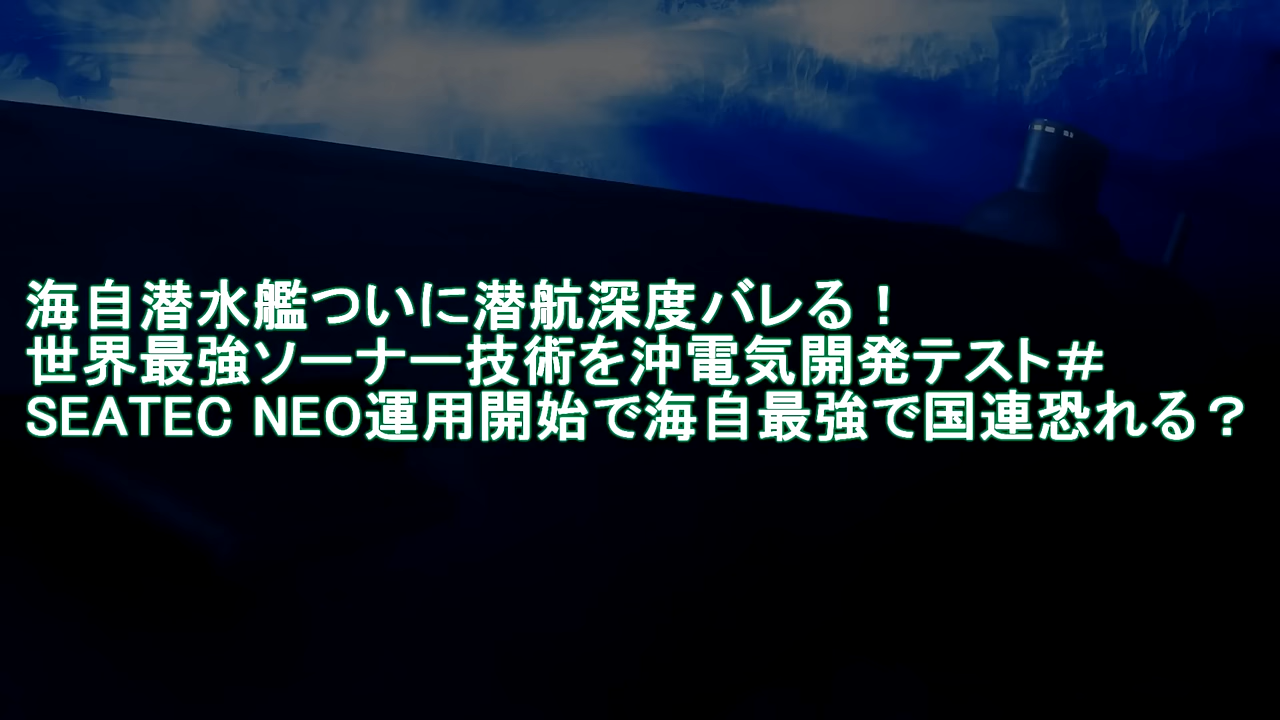 海自潜水艦ついに潜航深度バレる！
世界最強ソーナー技術を沖電気開発テスト＃
SEATEC NEO運用開始で海自最強で国連恐れる？